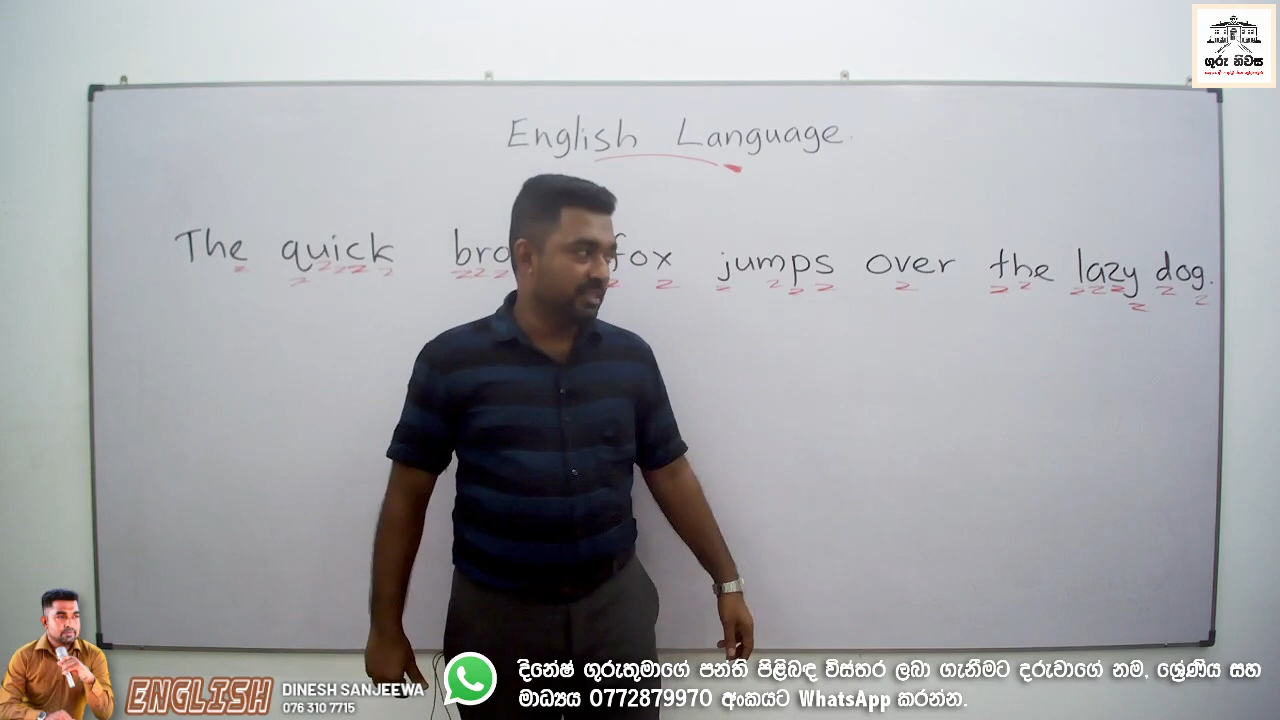 ගුරු නිවස
English Language.
The quick bro fox jumps over the lazy dog.
ENGLISH
DINESH SANJEEWA
076 310 7715
දිනේෂ් ගුරුතුමාගේ පන්ති පිළිබඳ විස්තර ලබා ගැනීමට දරුවාගේ නම, ශ්‍රේණිය සහ
මාධ්‍යය 0772879970 අංකයට WhatsApp කරන්න.